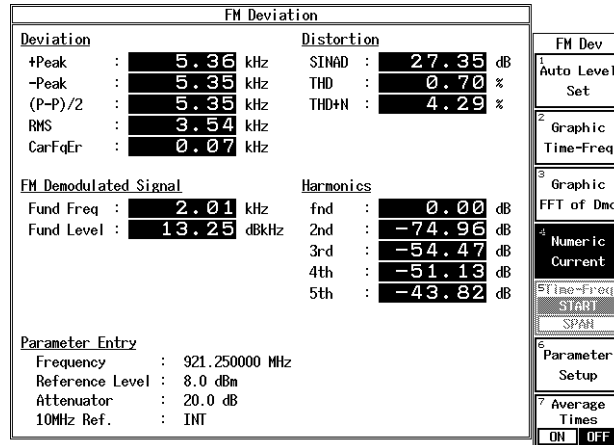 FM Deviation
Deviation
+Peak : 5.36 kHz
-Peak : 5.35 kHz
(P-P)/2 : 5.35 kHz
RMS : 3.54 kHz
CarFqEr : 0.07 kHz
Distortion
SINAD : 27.35 dB
THD : 0.70 %
THD+N : 4.29 %
FM Demodulated Signal
Fund Freq : 2.01 kHz
Fund Level : 13.25 dBkHz
Harmonics
fnd : 0.00 dB
2nd : -74.96 dB
3rd : -54.47 dB
4th : -51.13 dB
5th : -43.82 dB
Parameter Entry
Frequency : 921.250000 MHz
Reference Level : 8.0 dBm
Attenuator : 20.0 dB
10MHz Ref. : INT
FM Dev
1 Auto Level
Set
2 Graphic
Time-Freq
3 Graphic
FFT of Dmo
4 Numeric
Current
5 Time-Freq
START
SPAN
6 Parameter
Setup
7 Average
Times
ON OFF